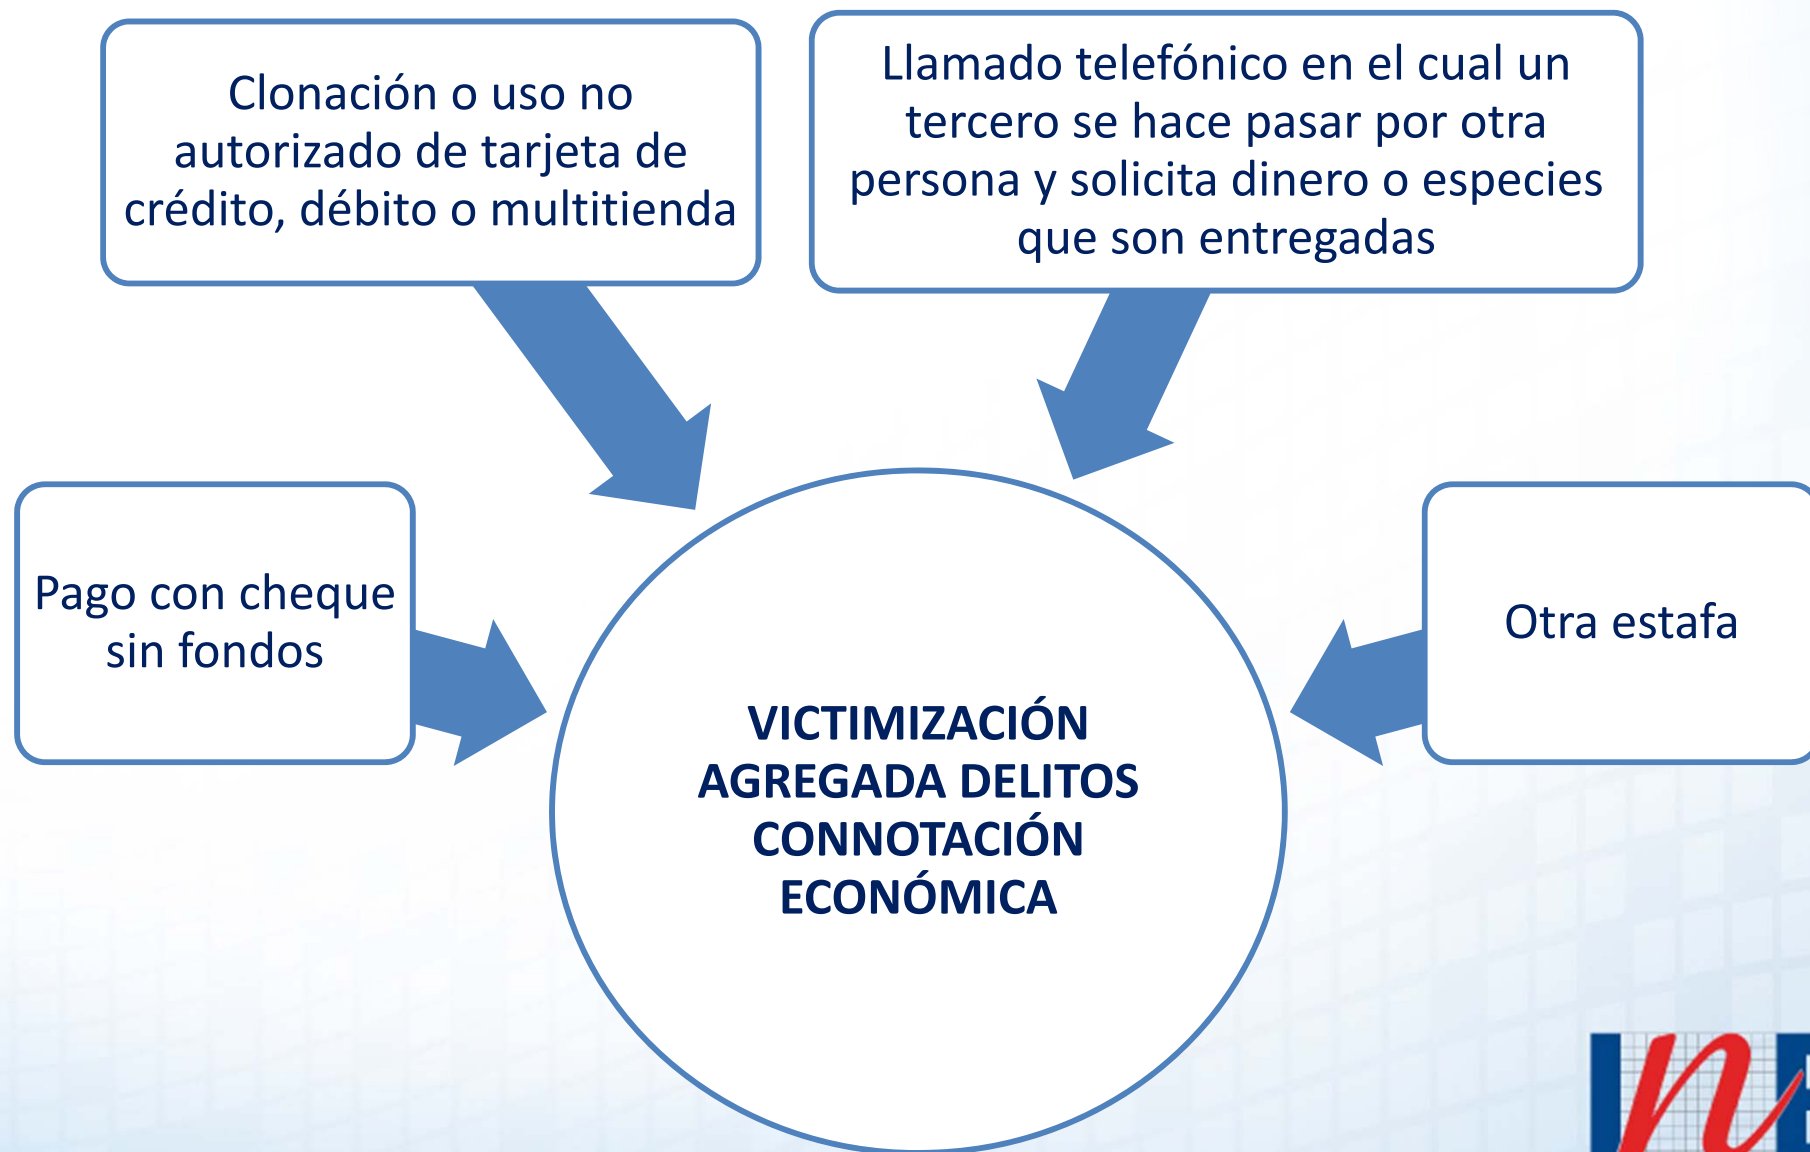 Clonación o uso no
autorizado de tarjeta de
crédito, débito o multitienda
Llamado telefónico en el cual un
tercero se hace pasar por otra
persona y solicita dinero o especies
que son entregadas
Pago con cheque
sin fondos
Otra estafa
VICTIMIZACIÓN
AGREGADA DELITOS
CONNOTACIÓN
ECONÓMICA